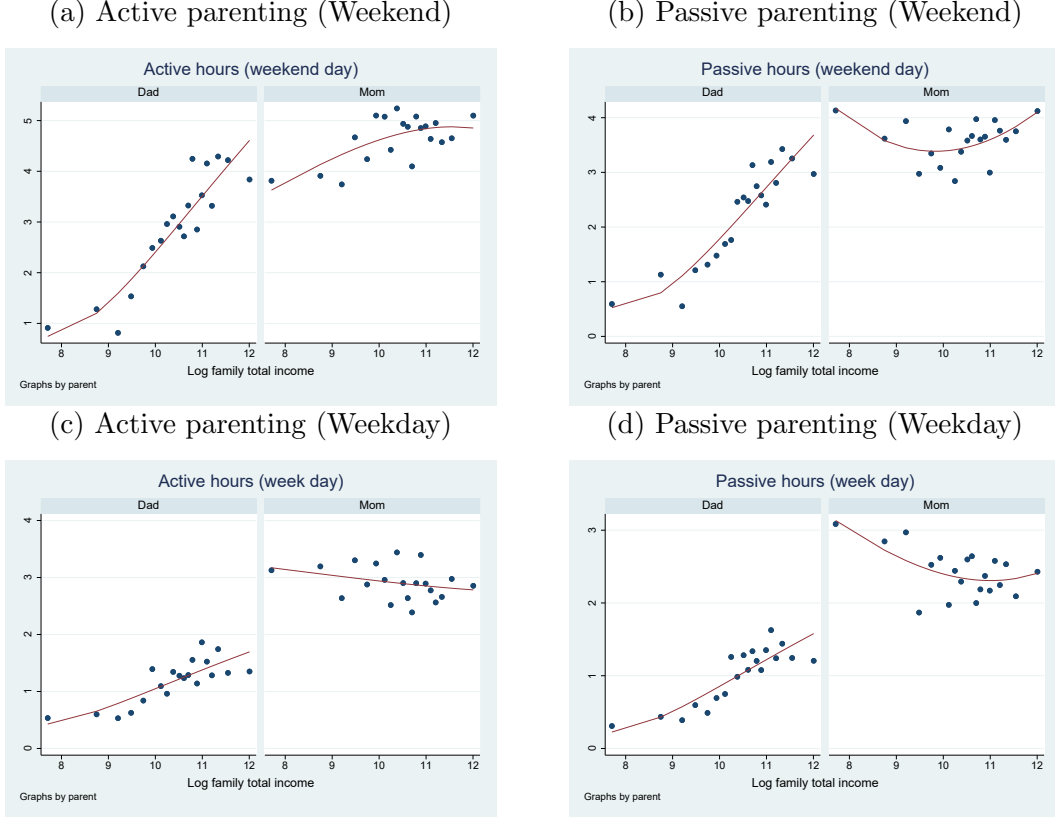 (a) Active parenting (Weekend)
Active hours (weekend day)
Dad Mom
5
4
3
2
1
8 9 10 11 12 8 9 10 11 12
Log family total income
Graphs by parent
(b) Passive parenting (Weekend)
Passive hours (weekend day)
Dad Mom
4
3
2
1
0
8 9 10 11 12 8 9 10 11 12
Log family total income
Graphs by parent
(c) Active parenting (Weekday)
Active hours (week day)
Dad Mom
4
3
2
1
0
8 9 10 11 12 8 9 10 11 12
Log family total income
Graphs by parent
(d) Passive parenting (Weekday)
Passive hours (week day)
Dad Mom
3
2
1
0
8 9 10 11 12 8 9 10 11 12
Log family total income
Graphs by parent